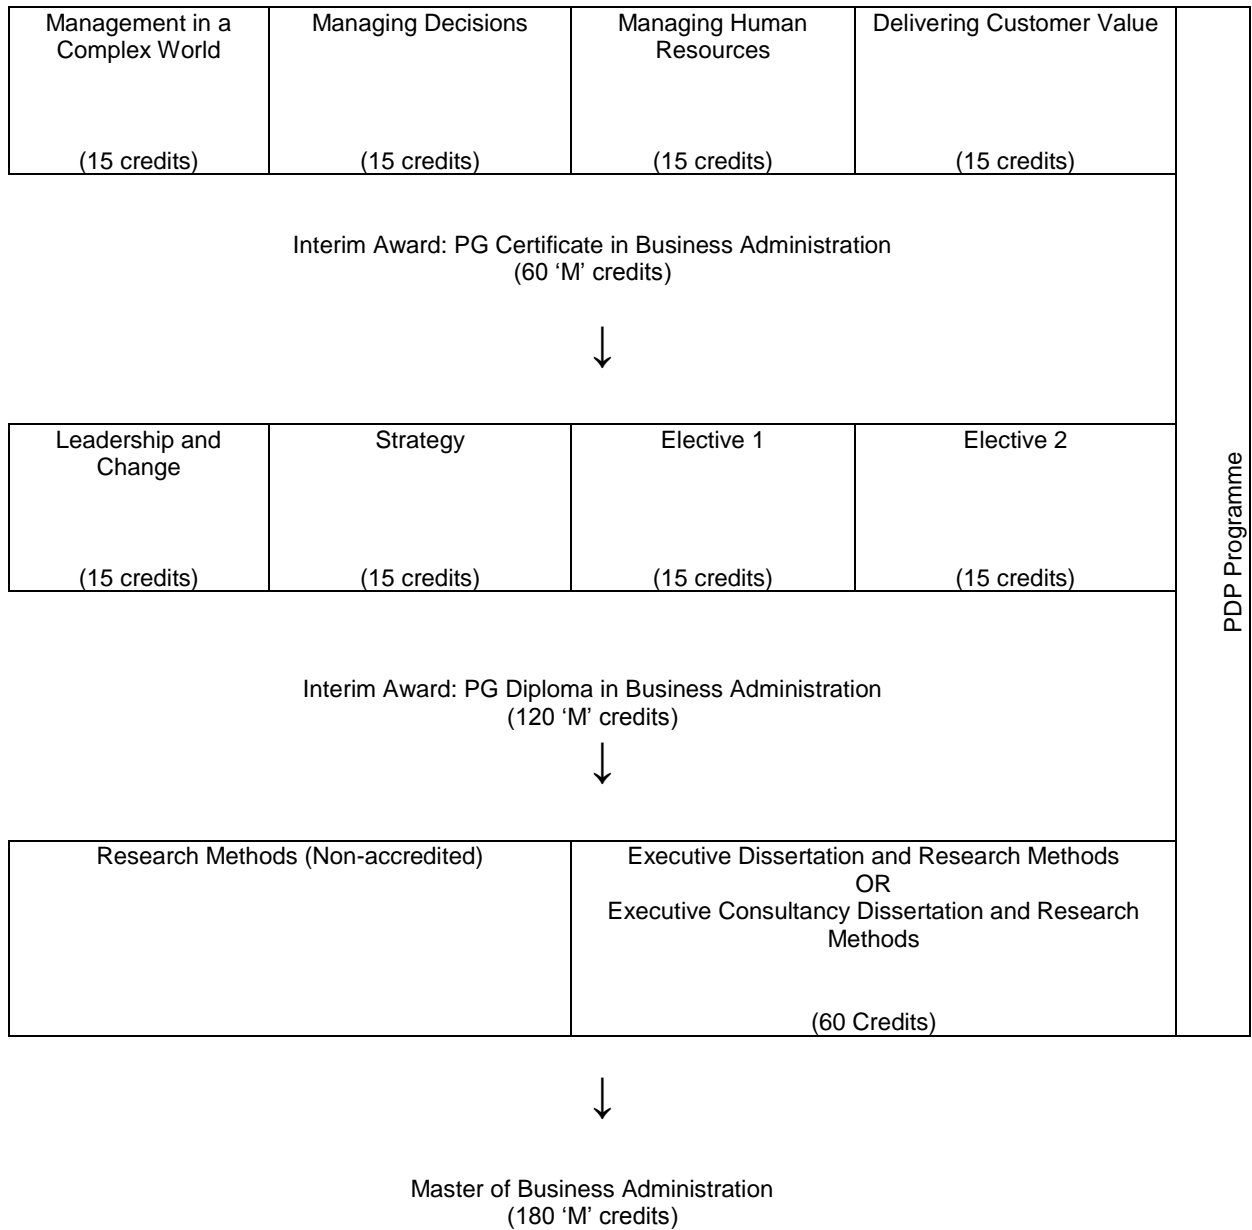 Management in a
Complex World
(15 credits)
Managing Decisions
(15 credits)
Managing Human
Resources
(15 credits)
Delivering Customer Value
(15 credits)
Interim Award: PG Certificate in Business Administration
(60 ‘M’ credits)
↓
Leadership and
Change
(15 credits)
Strategy
(15 credits)
Elective 1
(15 credits)
Elective 2
(15 credits)
Interim Award: PG Diploma in Business Administration
(120 ‘M’ credits)
↓
Research Methods (Non-accredited)
Executive Dissertation and Research Methods
OR
Executive Consultancy Dissertation and Research
Methods
(60 Credits)
PDP Programme
↓
Master of Business Administration
(180 ‘M’ credits)